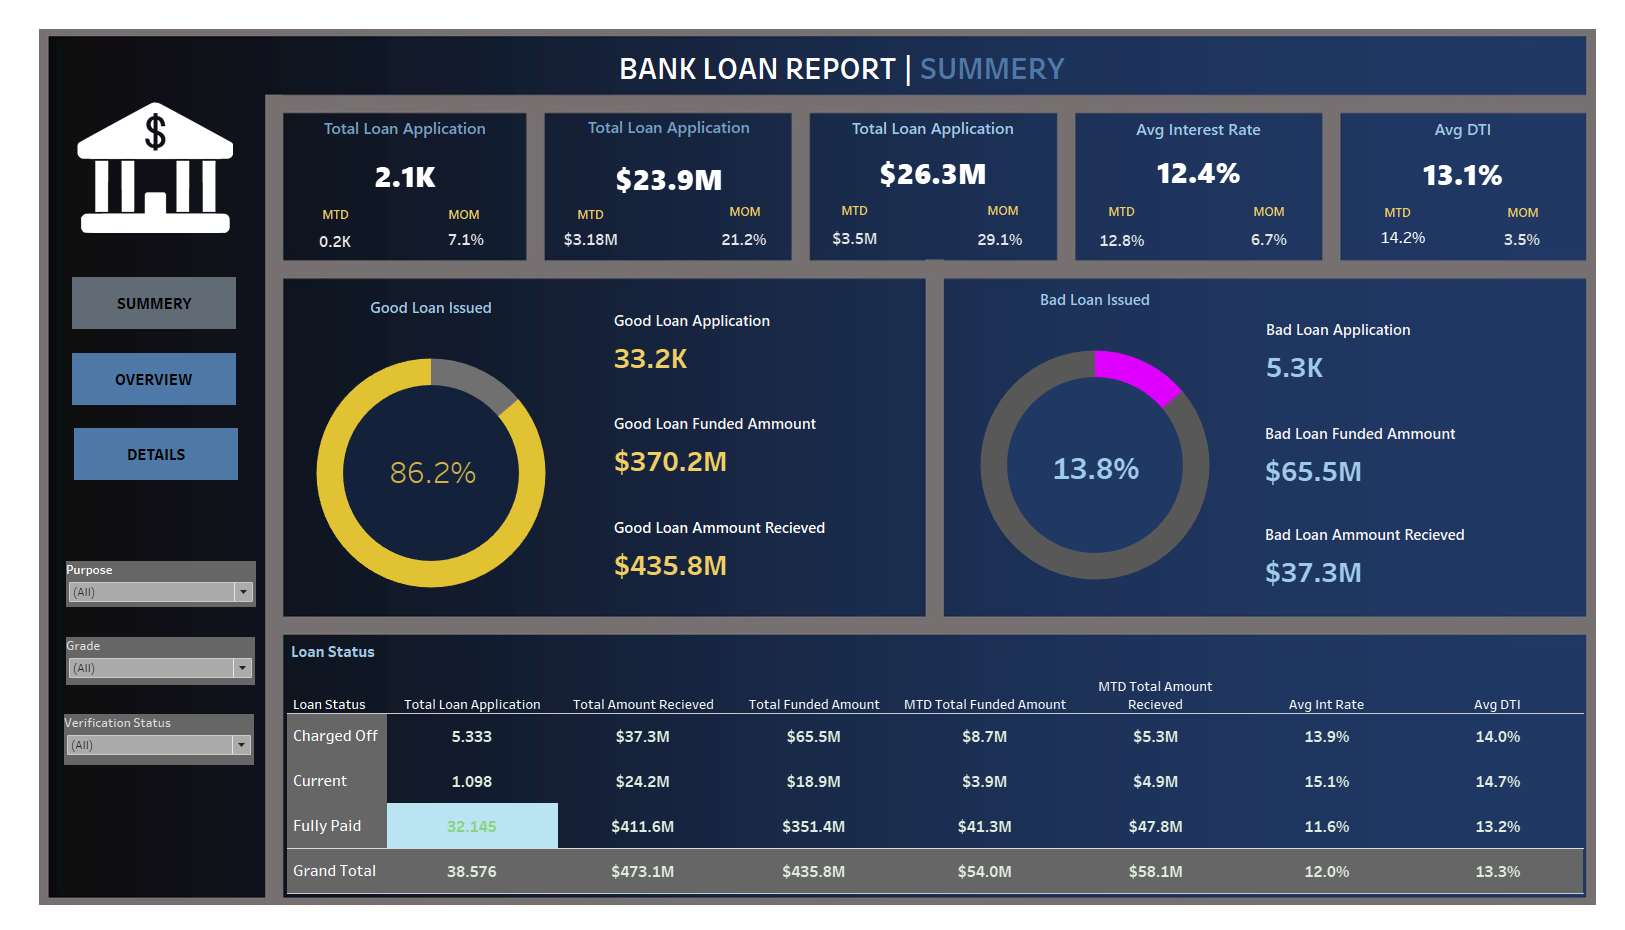 BANK LOAN REPORT | SUMMERY
$
SUMMERY
OVERVIEW
DETAILS
Purpose
(All)
Grade
(All)
Verification Status
(All)
Total Loan Application
2.1K
MTD MOM
0.2K 7.1%
Total Loan Application
$23.9M
MTD MOM
$3.18M 21.2%
Total Loan Application
$26.3M
MTD MOM
$3.5M 29.1%
Avg Interest Rate
12.4%
MTD MOM
12.8% 6.7%
Avg DTI
13.1%
MTD MOM
14.2% 3.5%
Good Loan Issued
86.2%
Good Loan Application
33.2K
Good Loan Funded Ammount
$370.2M
Good Loan Ammount Recieved
$435.8M
Bad Loan Issued
13.8%
Bad Loan Application
5.3K
Bad Loan Funded Ammount
$65.5M
Bad Loan Ammount Recieved
$37.3M
Loan Status
Loan Status Total Loan Application Total Amount Recieved Total Funded Amount MTD Total Funded Amount MTD Total Amount Recieved Avg Int Rate Avg DTI
Charged Off 5.333 $37.3M $65.5M $8.7M $5.3M 13.9% 14.0%
Current 1.098 $24.2M $18.9M $3.9M $4.9M 15.1% 14.7%
Fully Paid 32.145 $411.6M $351.4M $41.3M $47.8M 11.6% 13.2%
Grand Total 38.576 $473.1M $435.8M $54.0M $58.1M 12.0% 13.3%